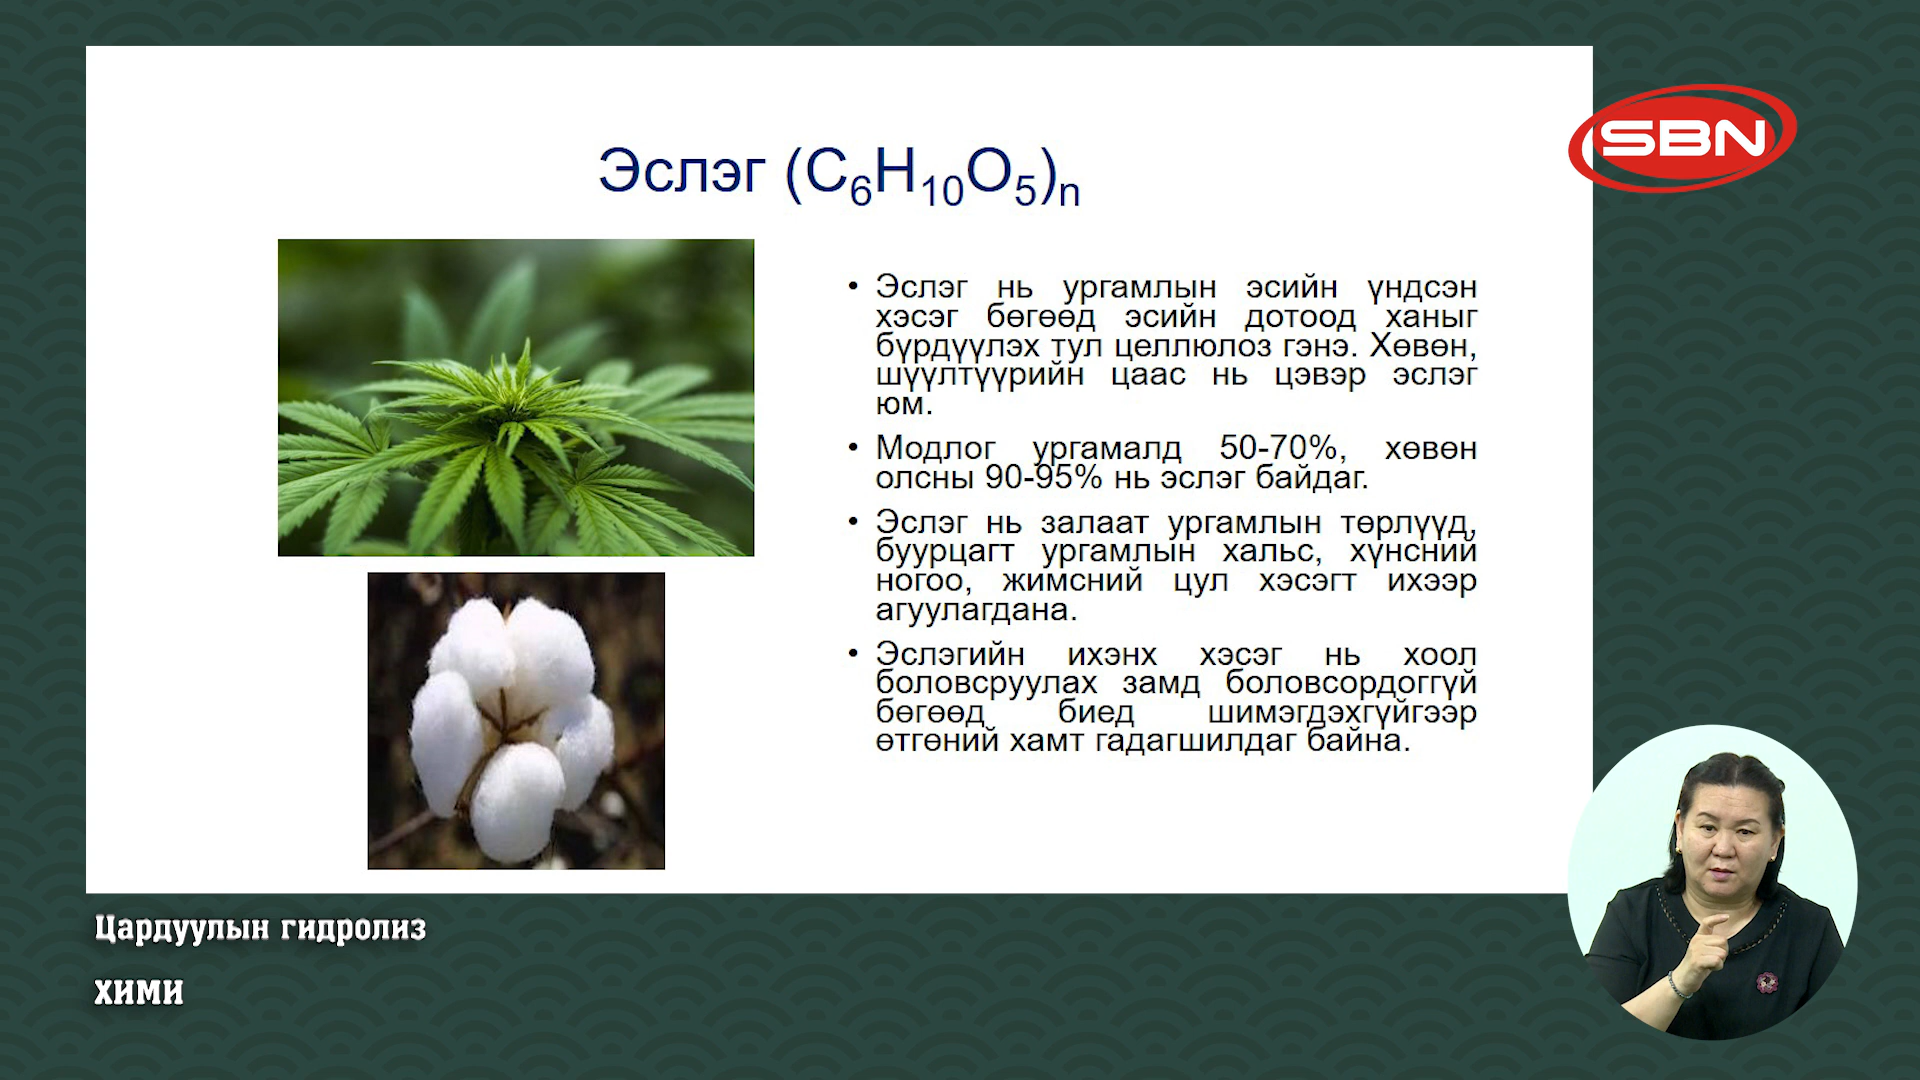 SBN
Эслэг (C6H10O5)n
• Эслэг нь ургамлын эсийн үндсэн
хэсэг бөгөөд эсийн дотоод ханыг
бүрдүүлэх тул целлюлоз гэнэ. Хөвөн,
шүүлтүүрийн цаас нь цэвэр эслэг
юм.
• Модлог ургамалд 50-70%, хөвөн
олсны 90-95% нь эслэг байдаг.
• Эслэг нь залаат ургамлын төрлүүд,
буурцагт ургамлын хальс, хүнсний
ногоо, жимсний цул хэсэгт ихээр
агуулагдана.
• Эслэгийн ихэнх хэсэг нь хоол
боловсруулах замд боловсордоггүй
бөгөөд биед шимэгдэхгүйгээр
өтгөний хамт гадагшилдаг байна.
Цардуулын гидролиз
ХИМИ